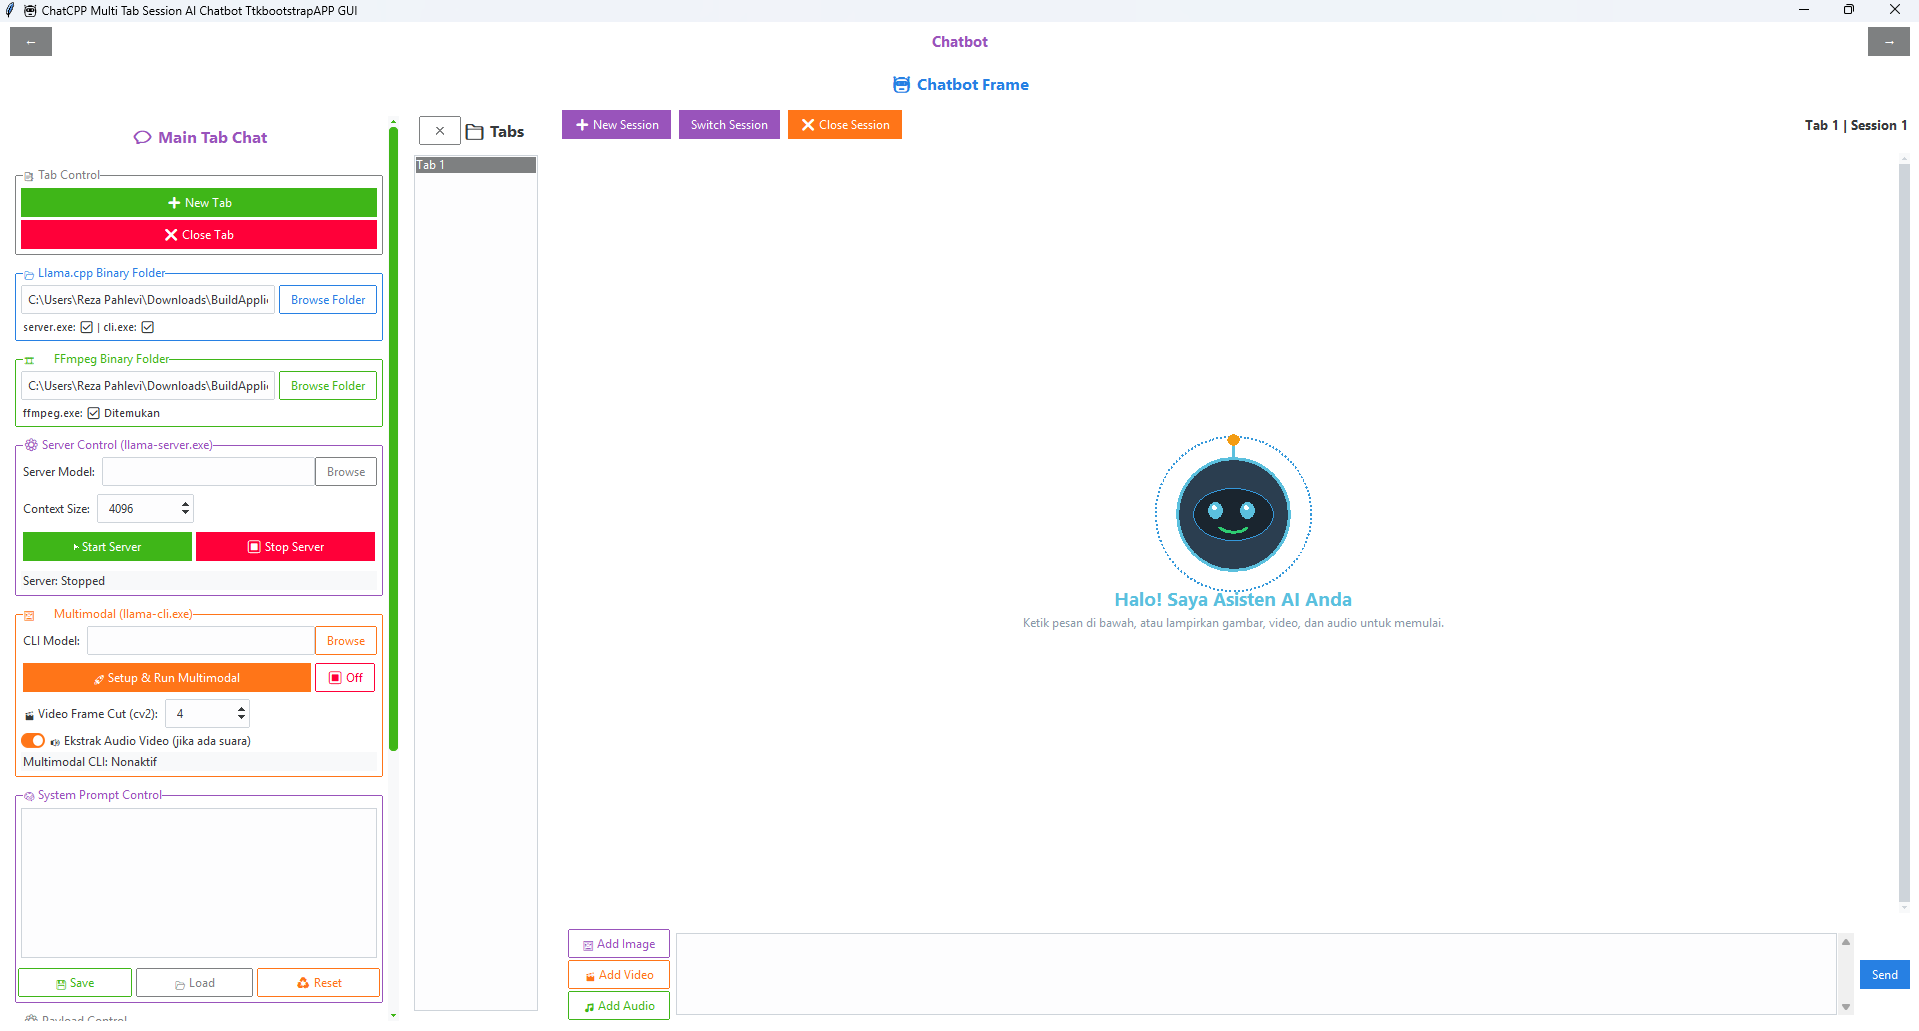 ChatCPP Multi Tab Session AI Chatbot TtkbootstrapAPP GUI
←
Chatbot
→
Chatbot Frame
Main Tab Chat
Tab Control
New Tab
Close Tab
Llama.cpp Binary Folder
C:\Users\Reza Pahlevi\Downloads\BuildAppli
Browse Folder
server.exe: | cli.exe:
FFmpeg Binary Folder
C:\Users\Reza Pahlevi\Downloads\BuildAppli
Browse Folder
ffmpeg.exe: Ditemukan
Server Control (llama-server.exe)
Server Model:
Browse
Context Size:
4096
Start Server
Stop Server
Server: Stopped
Multimodal (llama-cli.exe)
CLI Model:
Browse
Setup & Run Multimodal
Off
Video Frame Cut (cv2):
4
Ekstrak Audio Video (jika ada suara)
Multimodal CLI: Nonaktif
System Prompt Control
Save
Load
Reset
Payload Control
Tabs
Tab 1
New Session
Switch Session
Close Session
Tab 1 | Session 1
Halo! Saya Asisten AI Anda
Ketik pesan di bawah, atau lampirkan gambar, video, dan audio untuk memulai.
Add Image
Add Video
Add Audio
Send